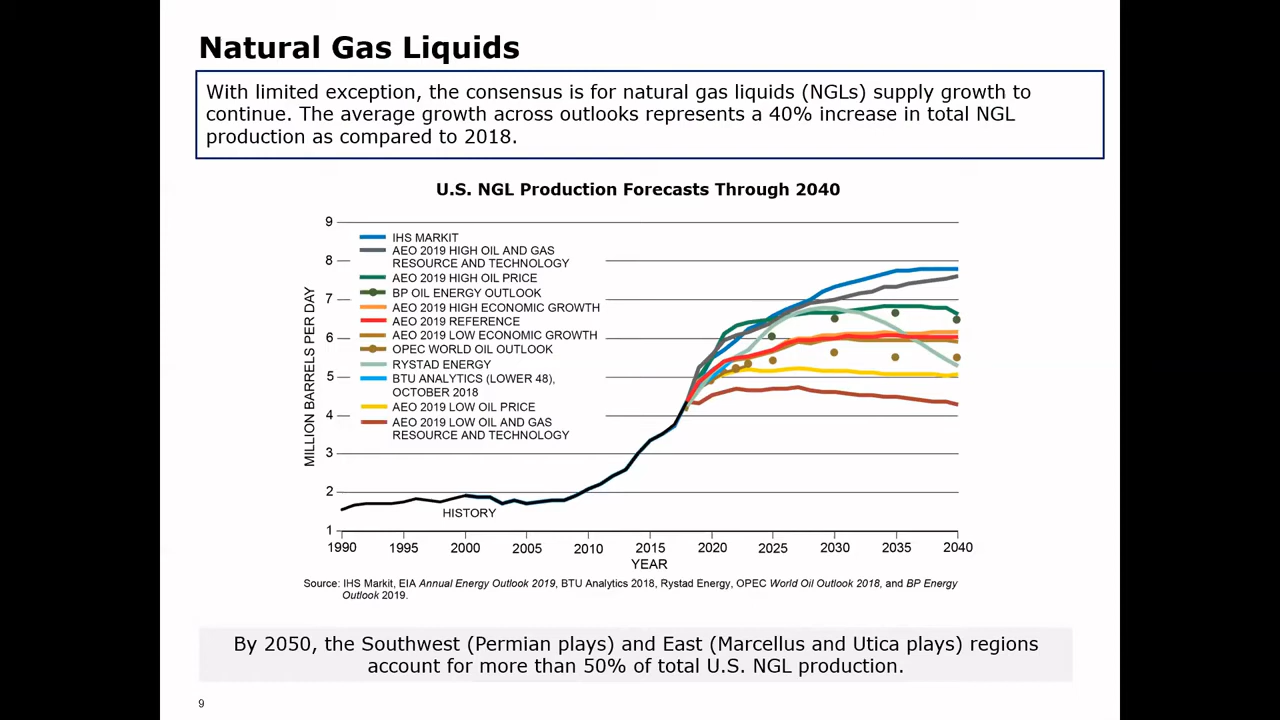 Natural Gas Liquids
With limited exception, the consensus is for natural gas liquids (NGLs) supply growth to
continue. The average growth across outlooks represents a 40% increase in total NGL
production as compared to 2018.
U.S. NGL Production Forecasts Through 2040
MILLION BARRELS PER DAY
9
8
7
6
5
4
3
2
1
IHS MARKIT
AEO 2019 HIGH OIL AND GAS
RESOURCE AND TECHNOLOGY
AEO 2019 HIGH OIL PRICE
BP OIL ENERGY OUTLOOK
AEO 2019 HIGH ECONOMIC GROWTH
AEO 2019 REFERENCE
AEO 2019 LOW ECONOMIC GROWTH
OPEC WORLD OIL OUTLOOK
RYSTAD ENERGY
BTU ANALYTICS (LOWER 48),
OCTOBER 2018
AEO 2019 LOW OIL PRICE
AEO 2019 LOW OIL AND GAS
RESOURCE AND TECHNOLOGY
HISTORY
1990 1995 2000 2005 2010 2015 2020 2025 2030 2035 2040
YEAR
Source: IHS Markit, EIA Annual Energy Outlook 2019, BTU Analytics 2018, Rystad Energy, OPEC World Oil Outlook 2018, and BP Energy
Outlook 2019.
By 2050, the Southwest (Permian plays) and East (Marcellus and Utica plays) regions
account for more than 50% of total U.S. NGL production.
9